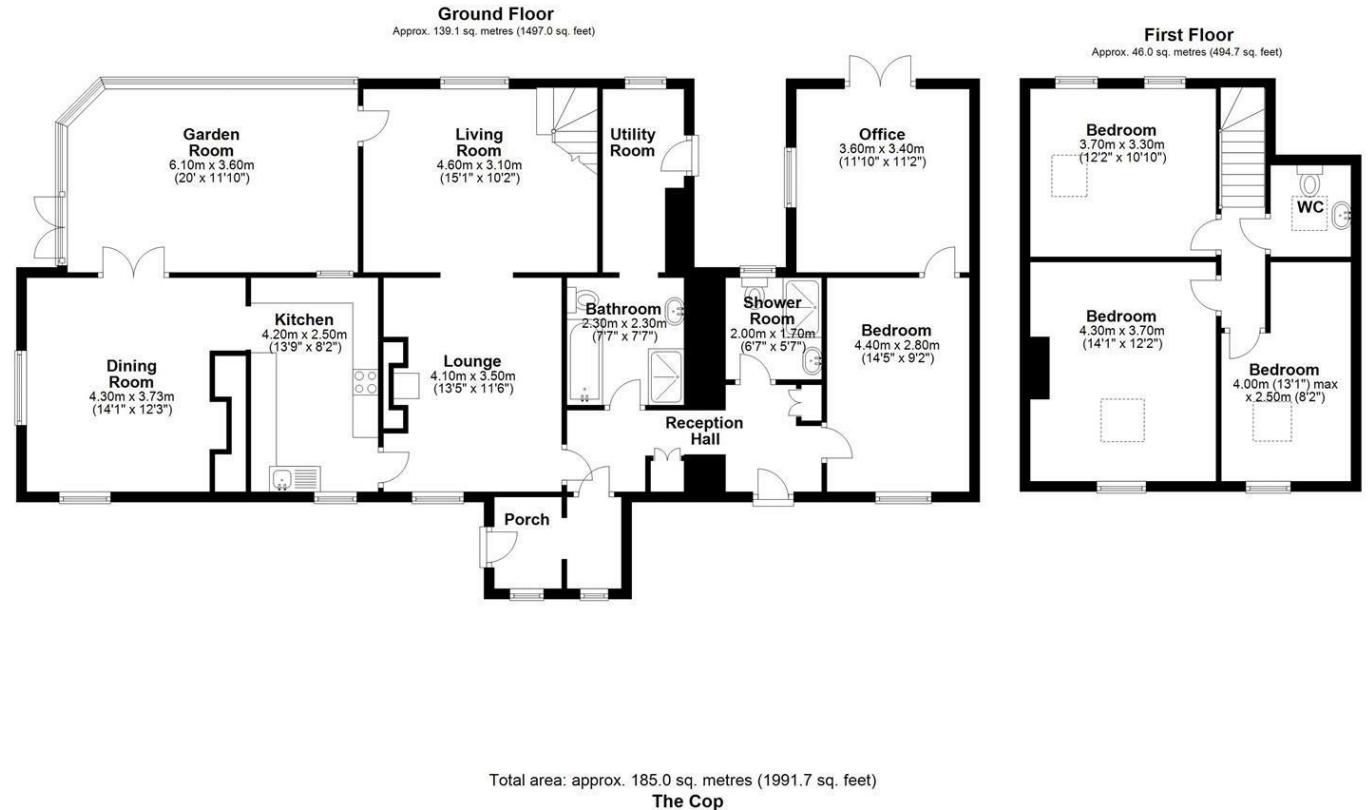 Ground Floor
Approx. 139.1 sq. metres (1497.0 sq. feet)
First Floor
Approx. 46.0 sq. metres (494.7 sq. feet)
Garden
Room
6.10m x 3.60m
(20' x 11'10")
Living
Room
4.60m x 3.10m
(15'1" x 10'2")
Utility
Room
Office
3.60m x 3.40m
(11'10" x 11'2")
Bedroom
3.70m x 3.30m
(12'2" x 10'10")
WC
Dining
Room
4.30m x 3.73m
(14'1" x 12'3")
Kitchen
4.20m x 2.50m
(13'9" x 8'2")
Lounge
4.10m x 3.50m
(13'5" x 11'6")
Bathroom
2.30m x 2.30m
(7'7" x 7'7")
Shower
Room
2.00m x 1.70m
(6'7" x 5'7")
Bedroom
4.40m x 2.80m
(14'5" x 9'2")
Bedroom
4.30m x 3.70m
(14'1" x 12'2")
Bedroom
4.00m (13'1") max
x 2.50m (8'2")
Reception
Hall
Porch
Total area: approx. 185.0 sq. metres (1991.7 sq. feet)
The Cop